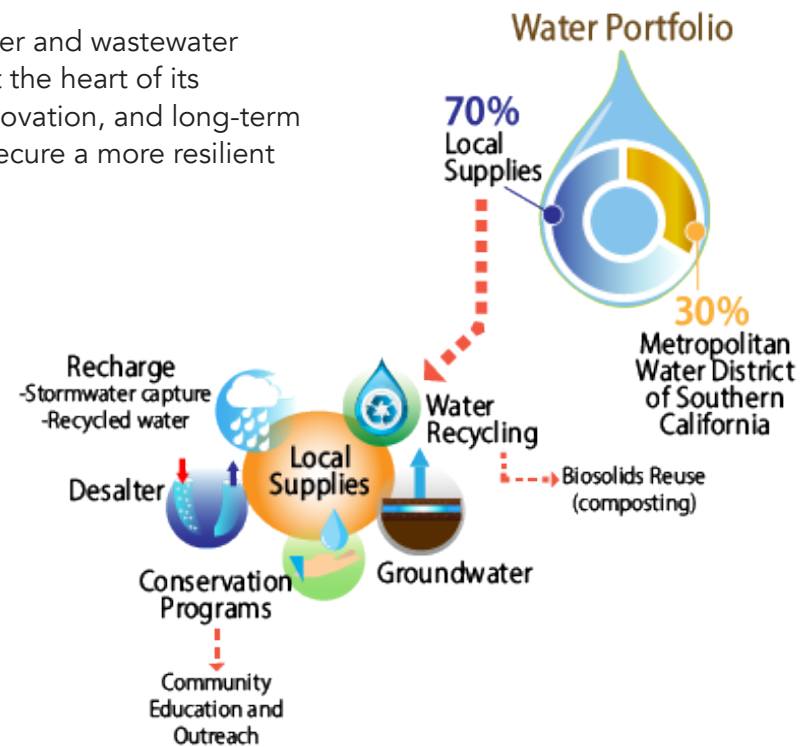 er and wastewater
the heart of its
ovation, and long-term
ecure a more resilient
Water Portfolio
70%
Local
Supplies
30%
Metropolitan
Water District
of Southern
California
Recharge
-Stormwater capture
-Recycled water
Water
Recycling
Local
Supplies
Desalter
Biosolids Reuse
(composting)
Groundwater
Conservation
Programs
Community
Education and
Outreach